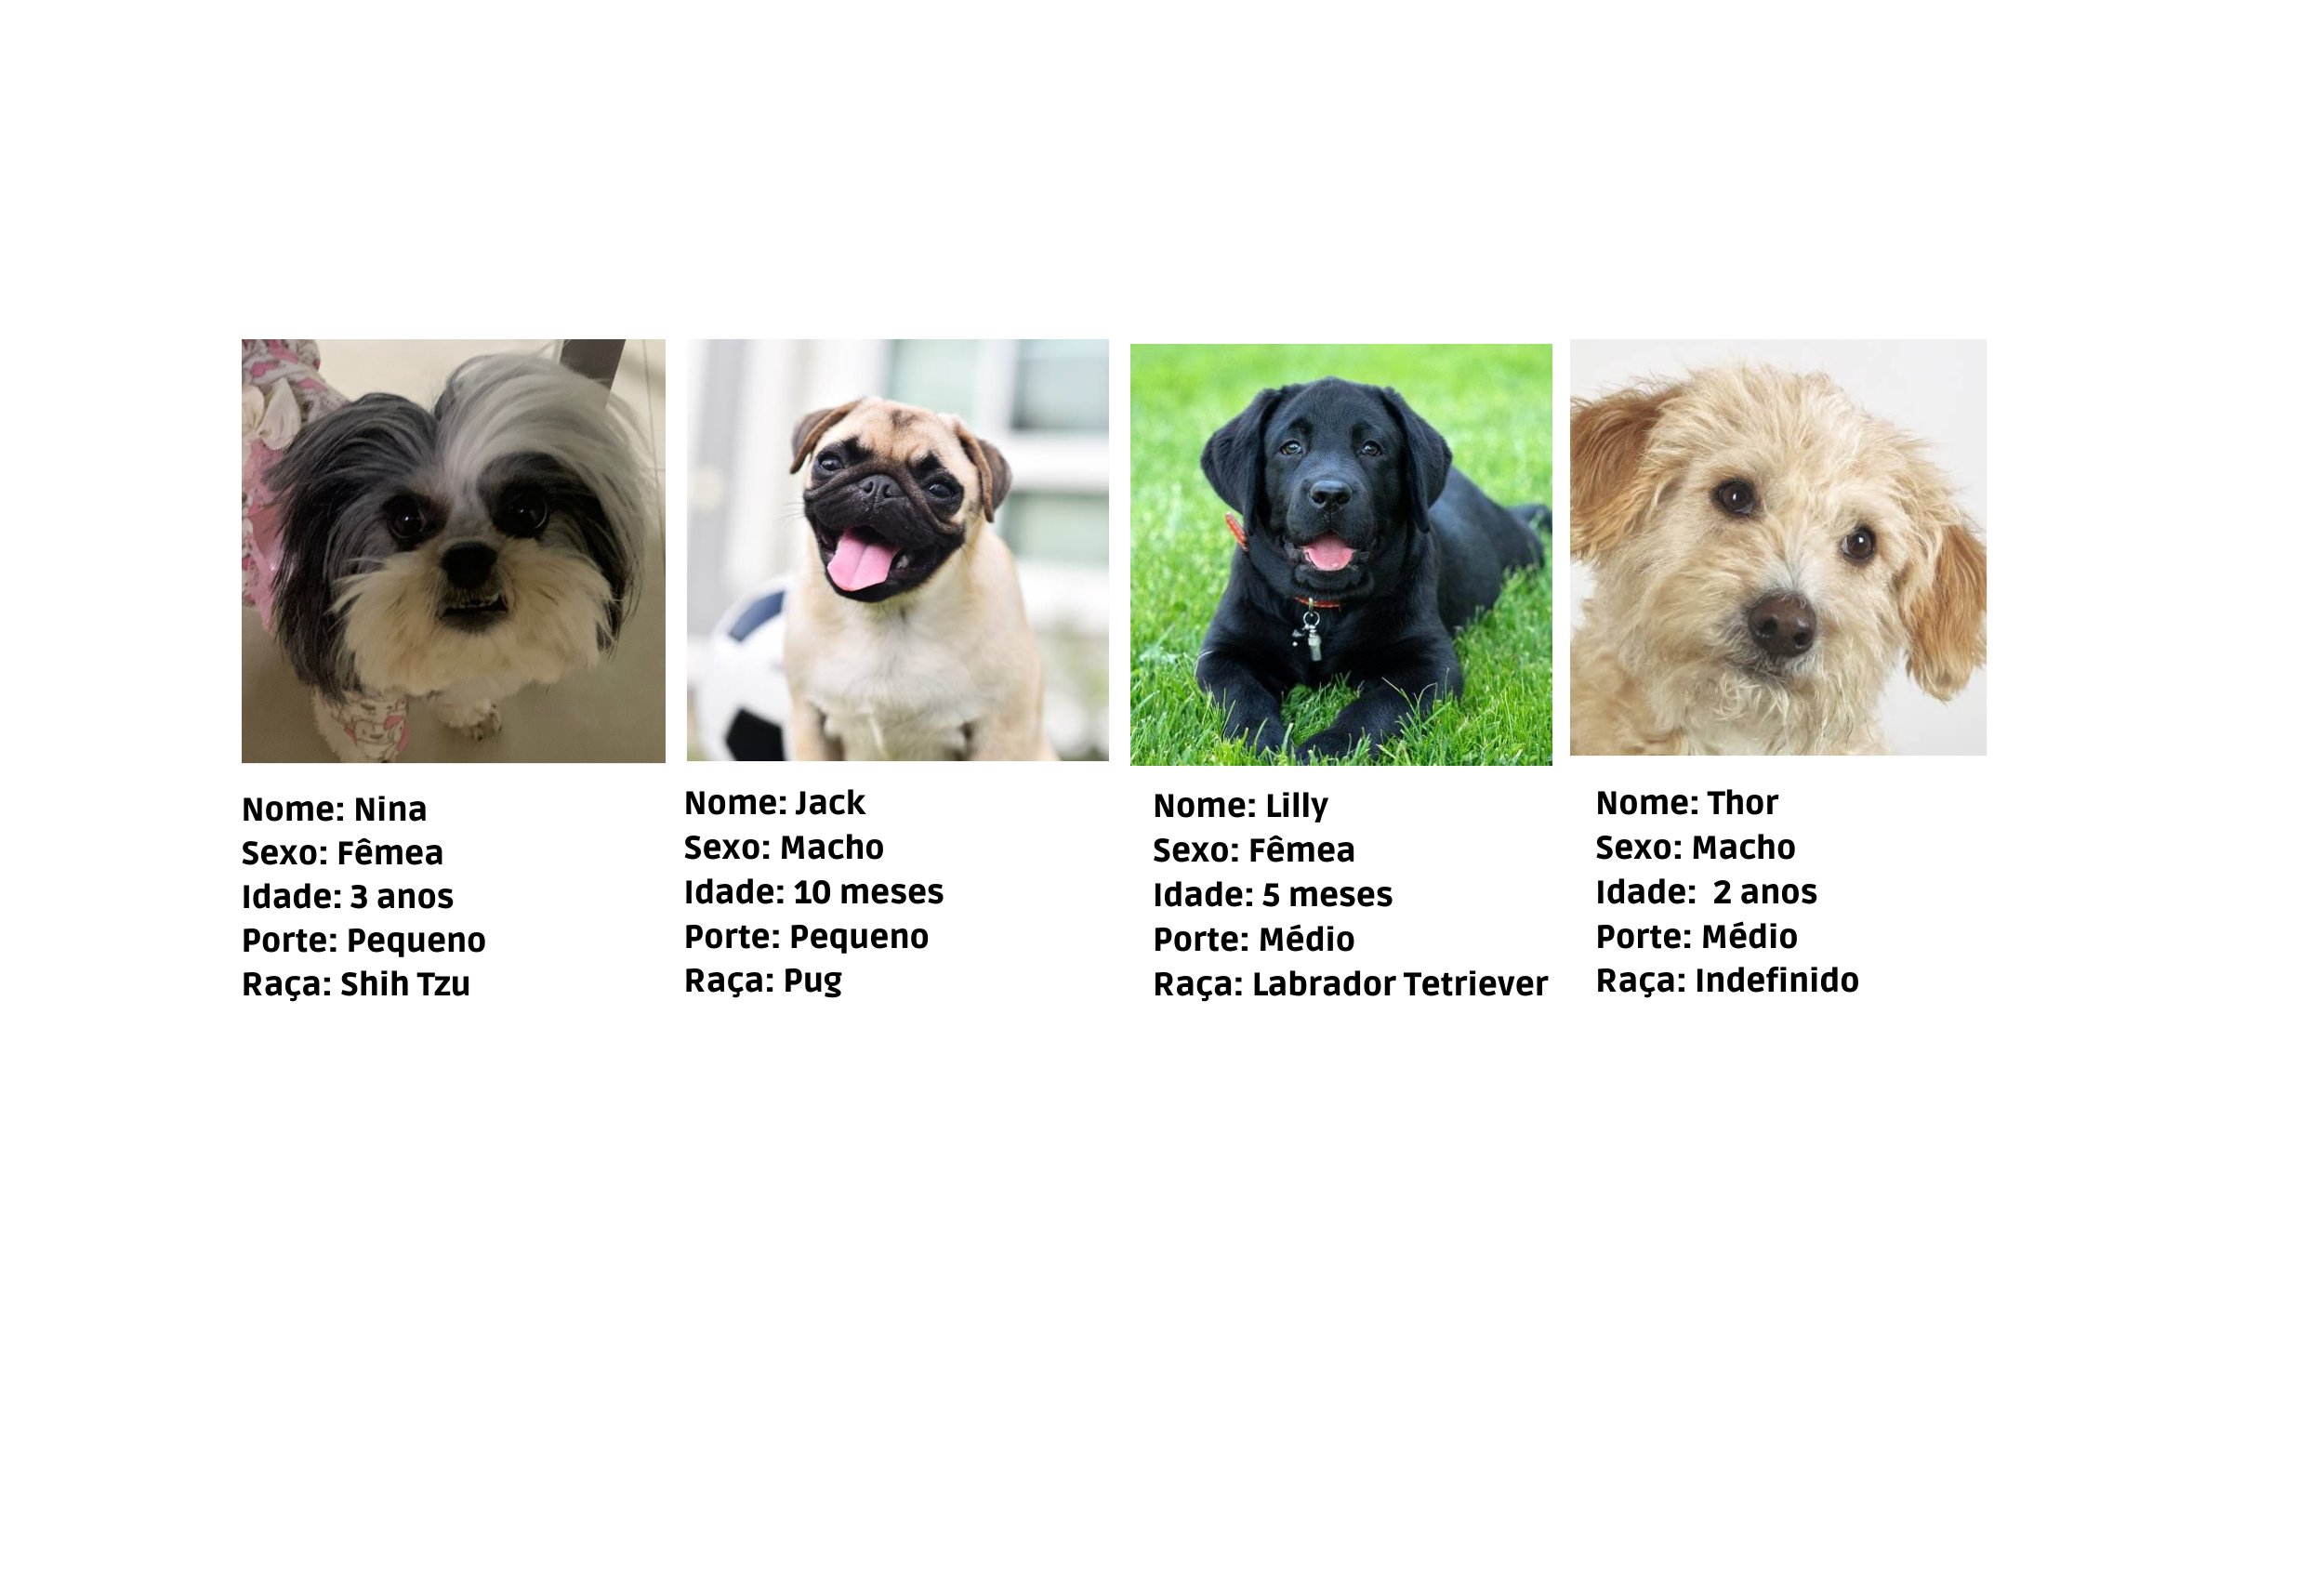 Nome: Nina
Sexo: Fêmea
Idade: 3 anos
Porte: Pequeno
Raça: Shih Tzu
Nome: Jack
Sexo: Macho
Idade: 10 meses
Porte: Pequeno
Raça: Pug
Nome: Lilly
Sexo: Fêmea
Idade: 5 meses
Porte: Médio
Raça: Labrador Tetriever
Nome: Thor
Sexo: Macho
Idade:  2 anos
Porte: Médio
Raça: Indefinido